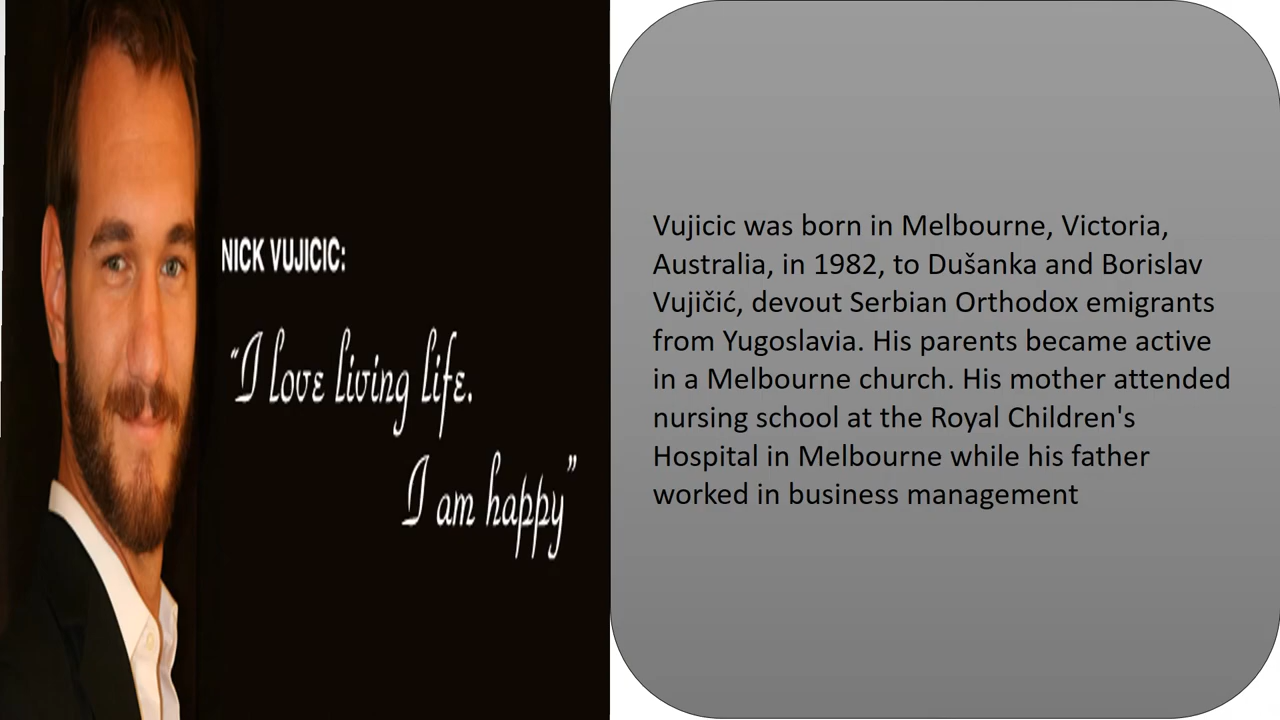 NICK VUJICIC:
“I love living life.
I am happy”
Vujicic was born in Melbourne, Victoria,
Australia, in 1982, to Dušanka and Borislav
Vujičić, devout Serbian Orthodox emigrants
from Yugoslavia. His parents became active
in a Melbourne church. His mother attended
nursing school at the Royal Children's
Hospital in Melbourne while his father
worked in business management